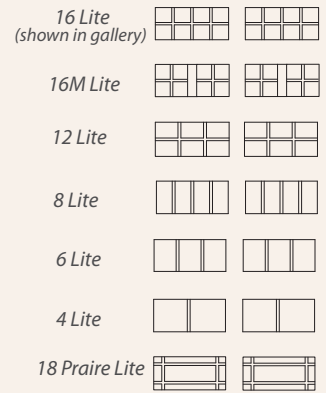 16 Lite
(shown in gallery)
16M Lite
12 Lite
8 Lite
6 Lite
4 Lite
18 Praire Lite